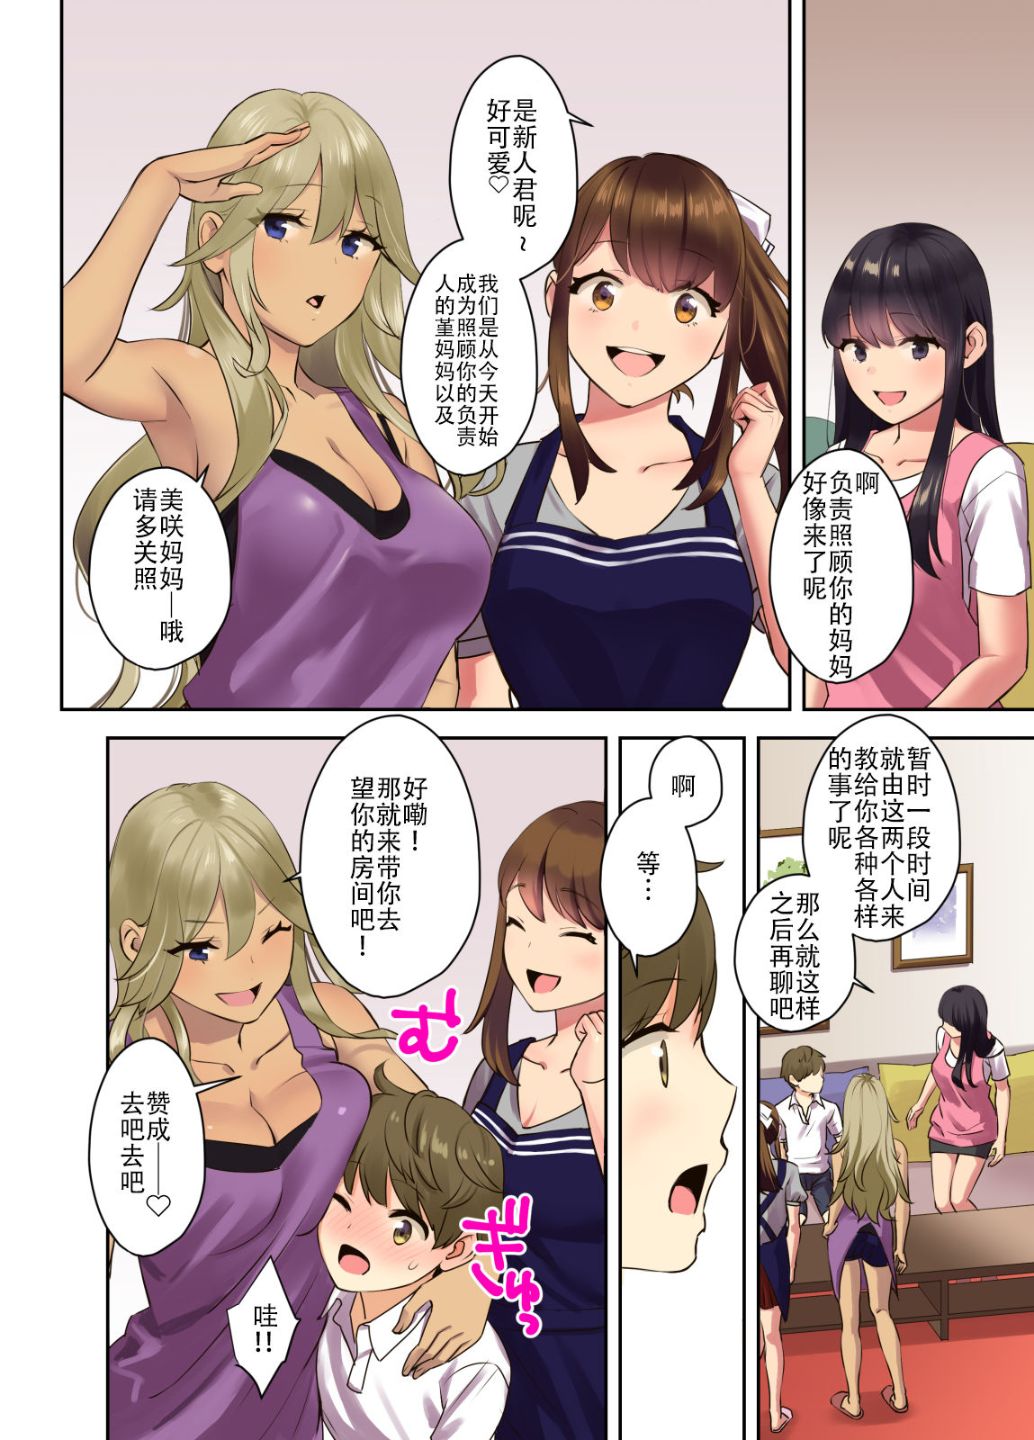 啊
负责照顾你的妈妈
好像来了呢
是新人君呢~
好可爱♡
我们是从今天开始
成为照顾你的负责
人的堇妈妈以及
美咲妈妈——哦
请多关照
暂时一段时间
就由这两个人来
教给你各种各样
的事了呢
那么就这样
之后再聊吧
啊
等…
好嘞！
那就来带你去
望你的房间吧！
む
ぎゅっ
赞成——♡
去吧去吧
哇!!